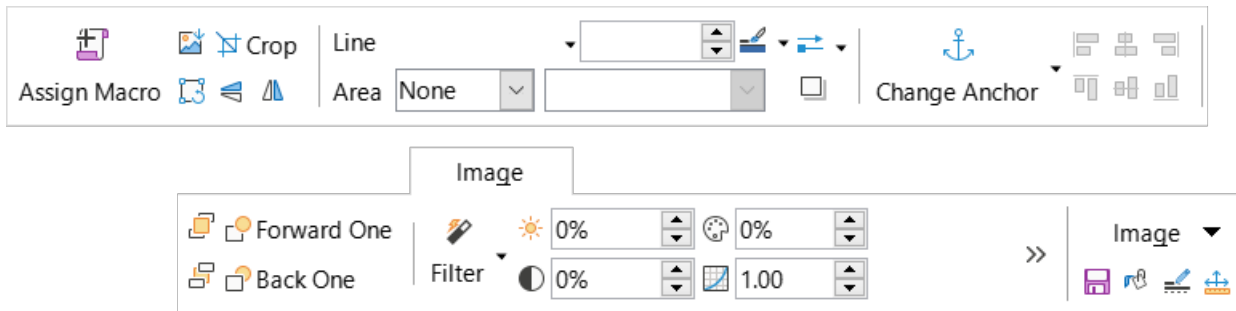 Crop Line
Assign Macro Area None Change Anchor
Image
Forward One 0% 0% Image
Back One Filter 0% 1.00